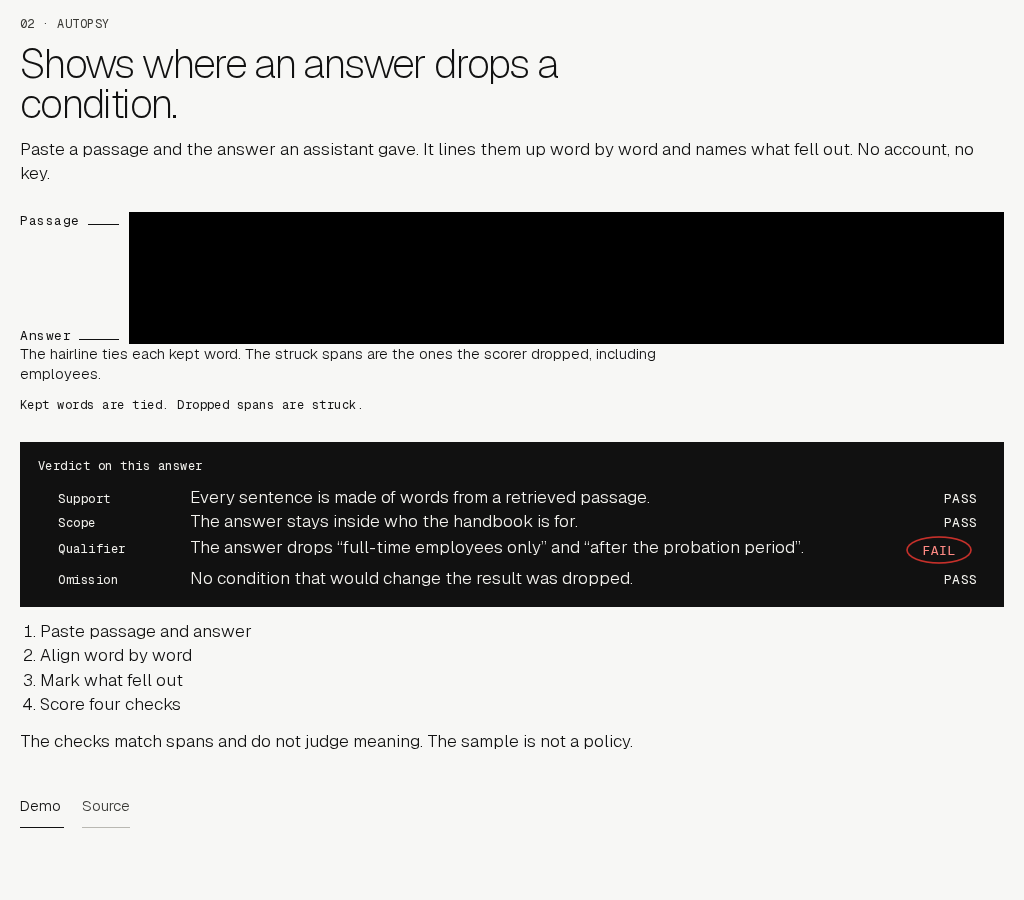 02 · AUTOPSY
Shows where an answer drops a
condition.
Paste a passage and the answer an assistant gave. It lines them up word by word and names what fell out. No account, no
key.
Passage
Answer
The hairline ties each kept word. The struck spans are the ones the scorer dropped, including
employees.
Kept words are tied. Dropped spans are struck.
Verdict on this answer
Support Every sentence is made of words from a retrieved passage. PASS
Scope The answer stays inside who the handbook is for. PASS
Qualifier The answer drops “full-time employees only” and “after the probation period”. FAIL
Omission No condition that would change the result was dropped. PASS
1. Paste passage and answer
2. Align word by word
3. Mark what fell out
4. Score four checks
The checks match spans and do not judge meaning. The sample is not a policy.
Demo Source